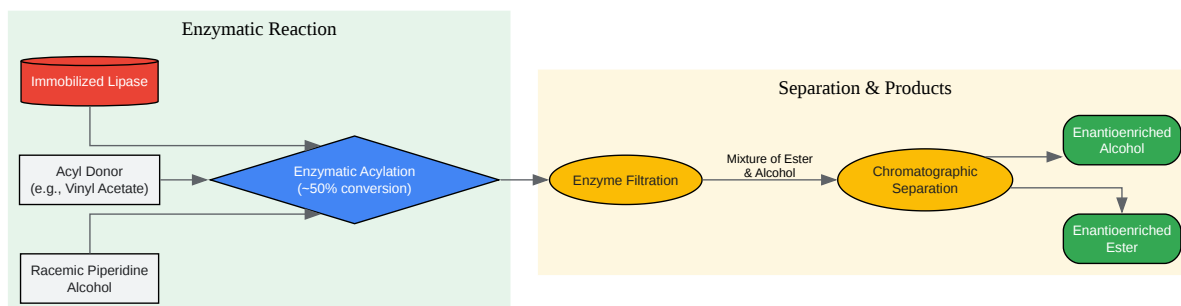 Enzymatic Reaction
Immobilized Lipase
Acyl Donor
(e.g., Vinyl Acetate)
Racemic Piperidine
Alcohol
Enzymatic Acylation
(~50% conversion)
Separation & Products
Enzyme Filtration
Mixture of Ester
& Alcohol
Chromatographic
Separation
Enantioenriched
Alcohol
Enantioenriched
Ester